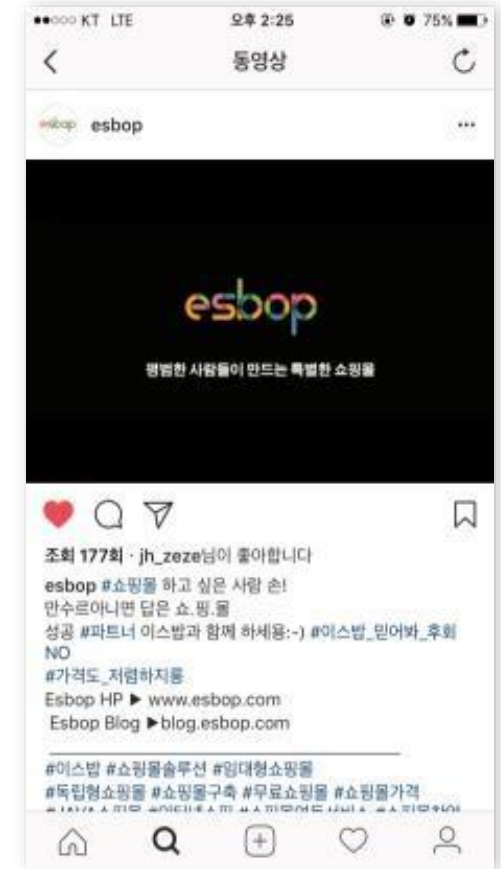 KT LTE 오후 2:25 75%
동영상
esbop esbop
esbop
평범한 사람들이 만드는 특별한 쇼핑몰
조회 177회 · jh_zeze님이 좋아합니다
esbop #쇼핑몰 하고 싶은 사람 손!
만수르아니면 답은 쇼.핑.몰
성공 #파트너 이스밥과 함께 하세용:-) #이스밥_믿어봐_후회
NO
#가격도_저렴하지롱
Esbop HP ▶ www.esbop.com
Esbop Blog ▶blog.esbop.com
#이스밥 #쇼핑몰솔루션 #임대형쇼핑몰
#독립형쇼핑몰 #쇼핑몰구축 #무료쇼핑몰 #쇼핑몰가격